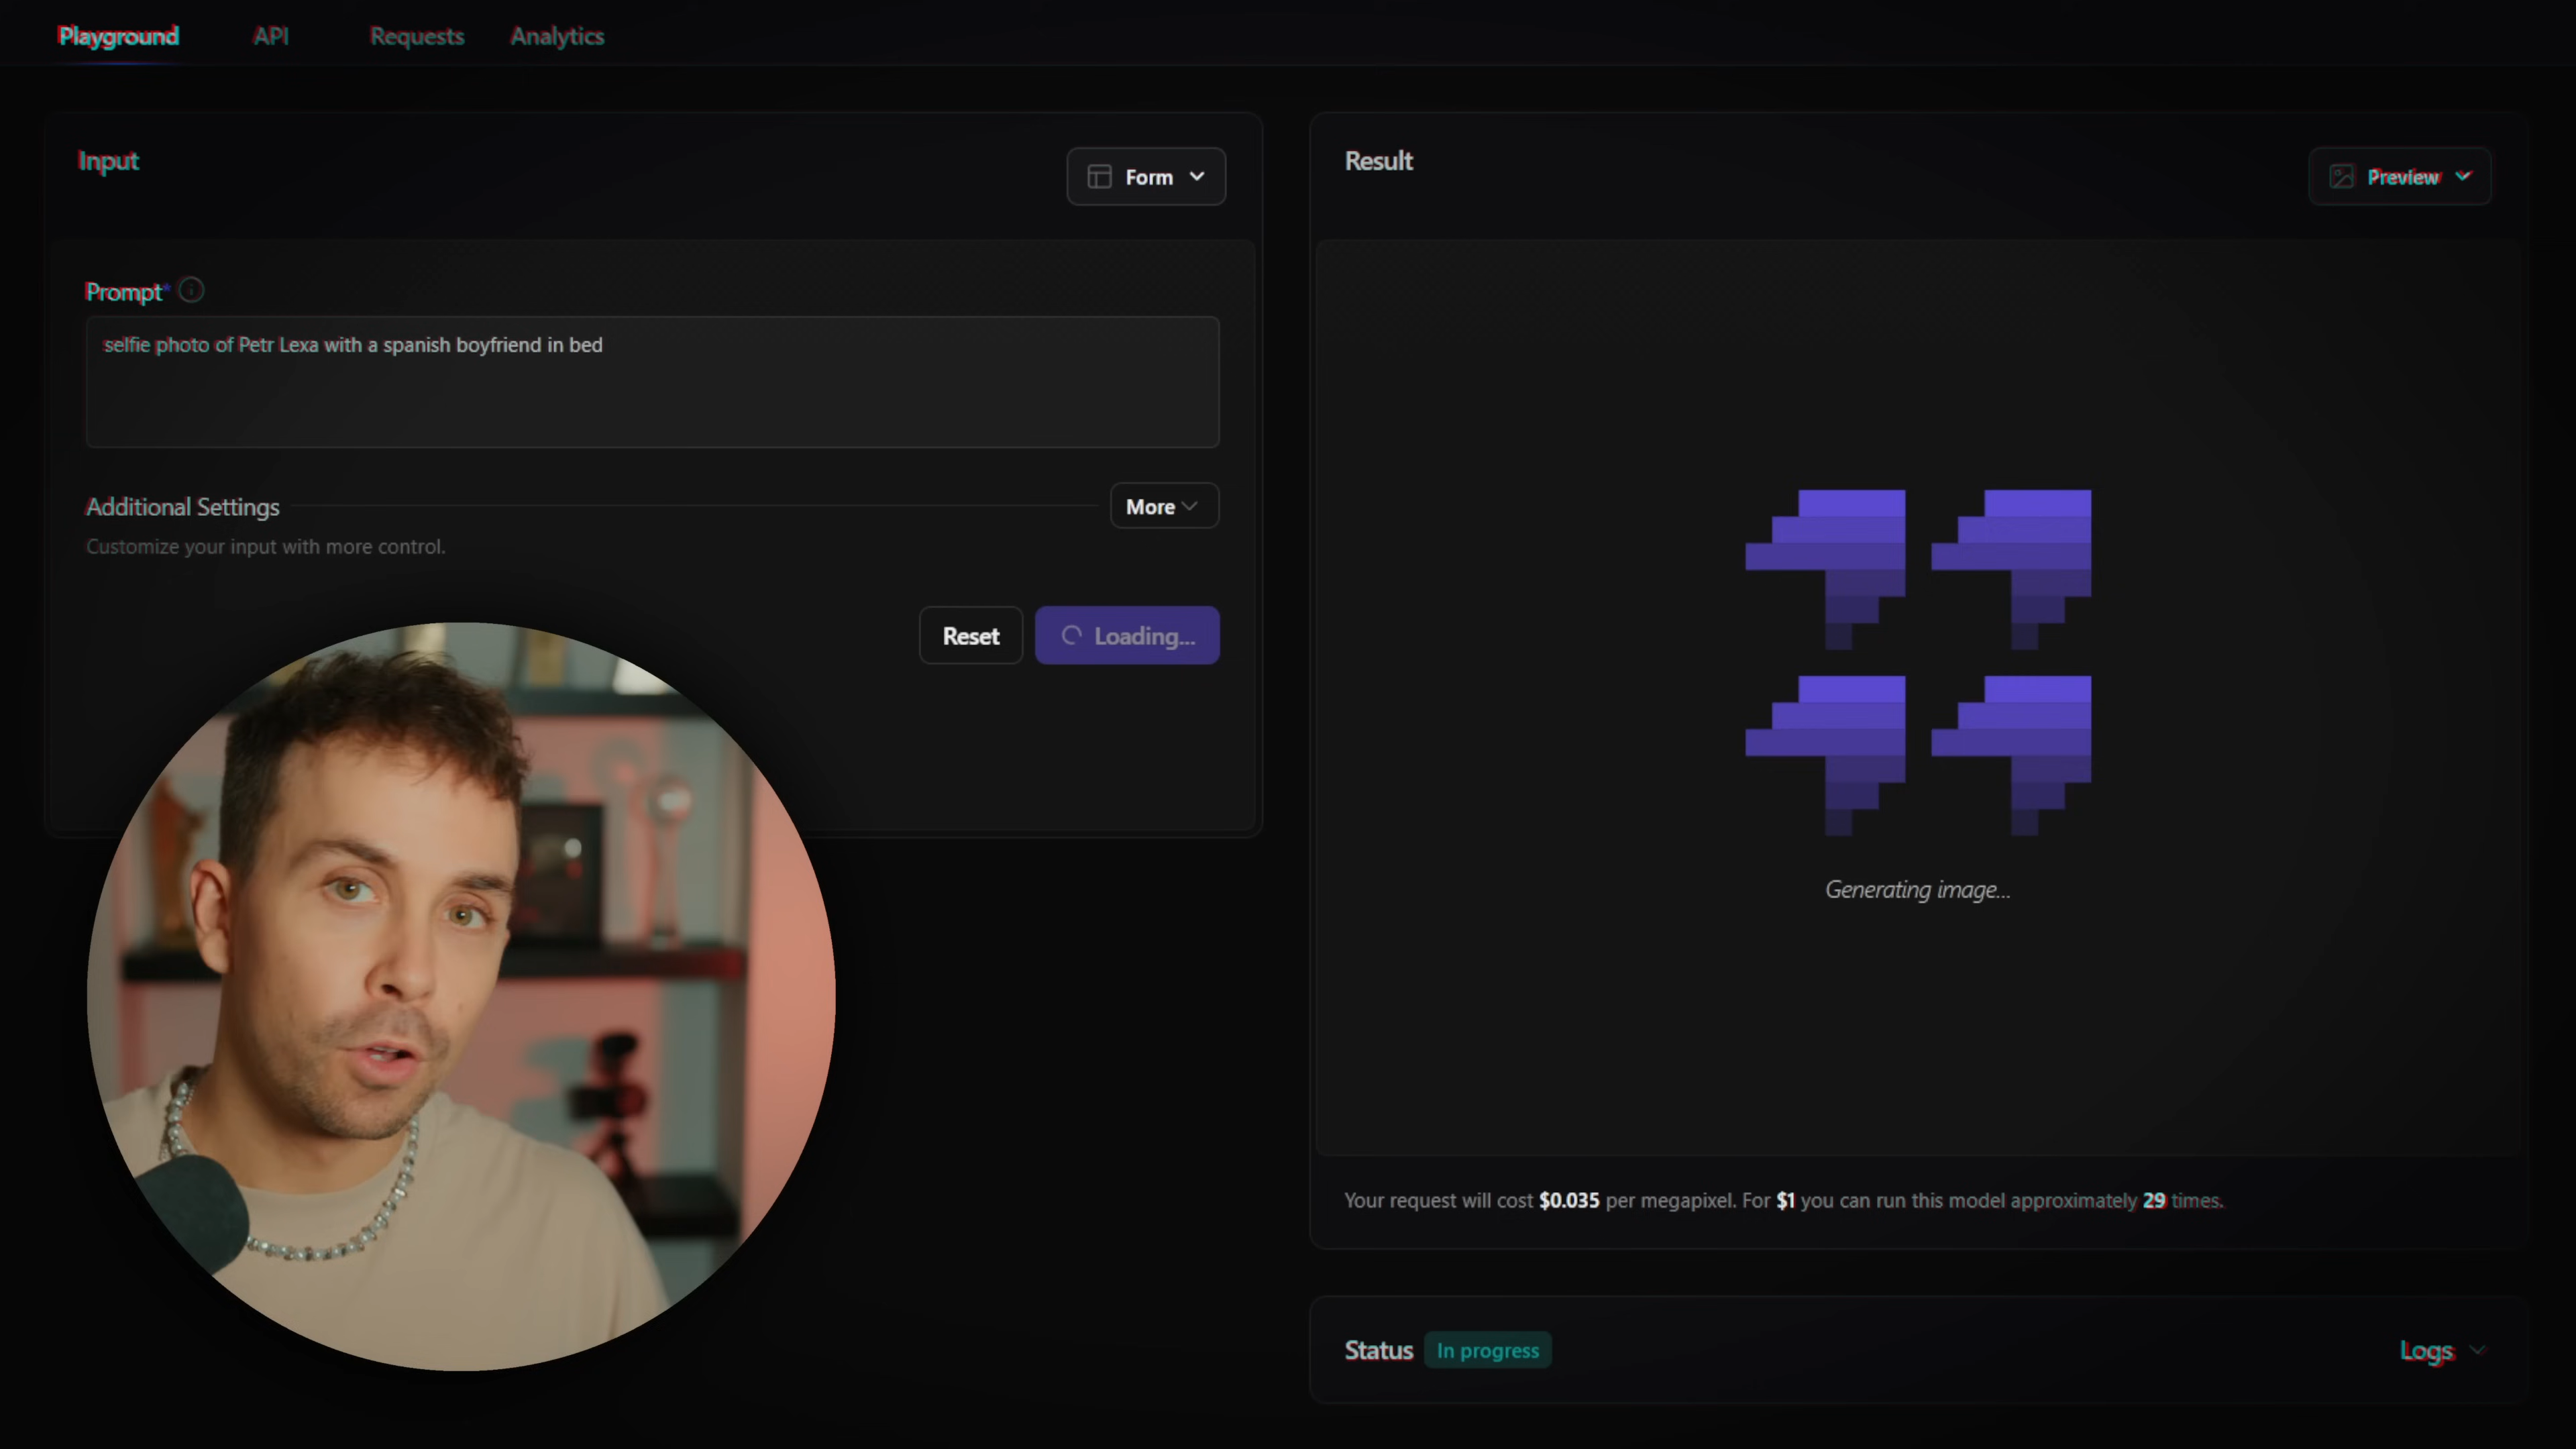 Playground API Requests Analytics
Input
Form
Prompt*
selfie photo of Petr Lexa with a spanish boyfriend in bed
Additional Settings
More
Customize your input with more control.
Reset
Loading...
Result
Preview
Generating image...
Your request will cost $0.035 per megapixel. For $1 you can run this model approximately 29 times.
Status In progress
Logs